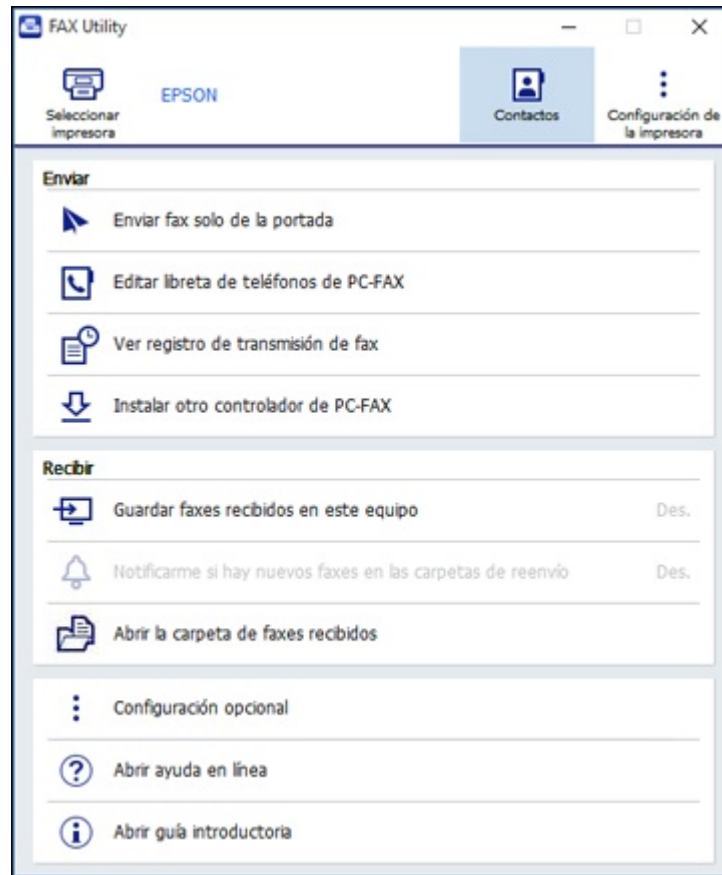 FAX Utility
Seleccionar
impresora
EPSON
Contactos
Configuración de
la impresora
Enviar
Enviar fax solo de la portada
Editar libreta de teléfonos de PC-FAX
Ver registro de transmisión de fax
Instalar otro controlador de PC-FAX
Recibir
Guardar faxes recibidos en este equipo Des.
Notificarme si hay nuevos faxes en las carpetas de reenvío Des.
Abrir la carpeta de faxes recibidos
Configuración opcional
Abrir ayuda en línea
Abrir guía introductoria